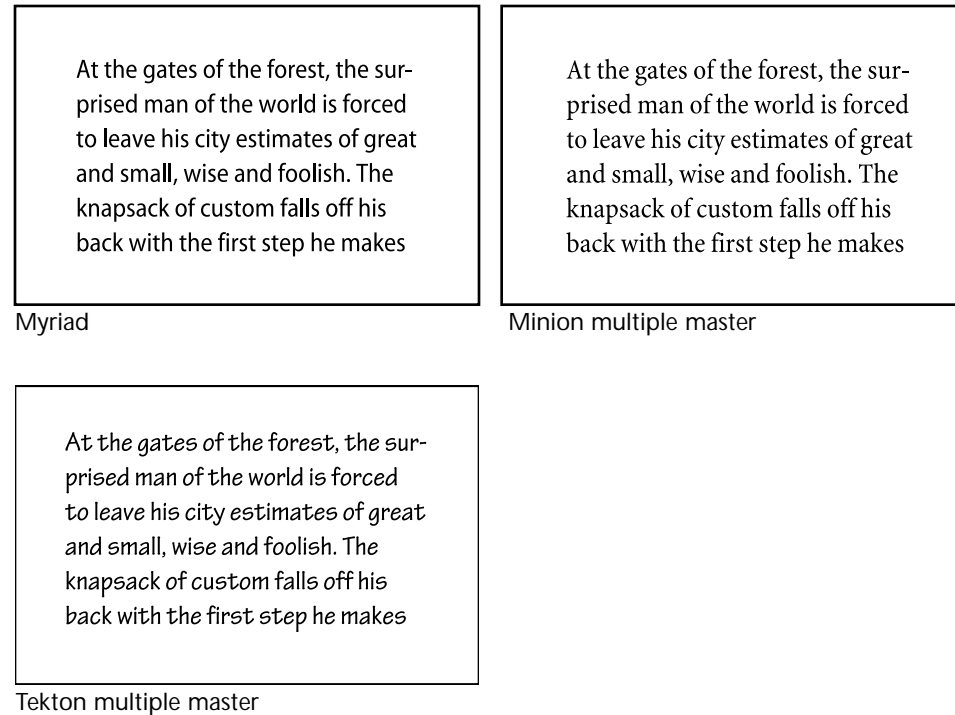 At the gates of the forest, the sur-
prised man of the world is forced
to leave his city estimates of great
and small, wise and foolish. The
knapsack of custom falls off his
back with the first step he makes
Myriad
At the gates of the forest, the sur-
prised man of the world is forced
to leave his city estimates of great
and small, wise and foolish. The
knapsack of custom falls off his
back with the first step he makes
Minion multiple master
At the gates of the forest, the sur-
prised man of the world is forced
to leave his city estimates of great
and small, wise and foolish. The
knapsack of custom falls off his
back with the first step he makes
Tekton multiple master